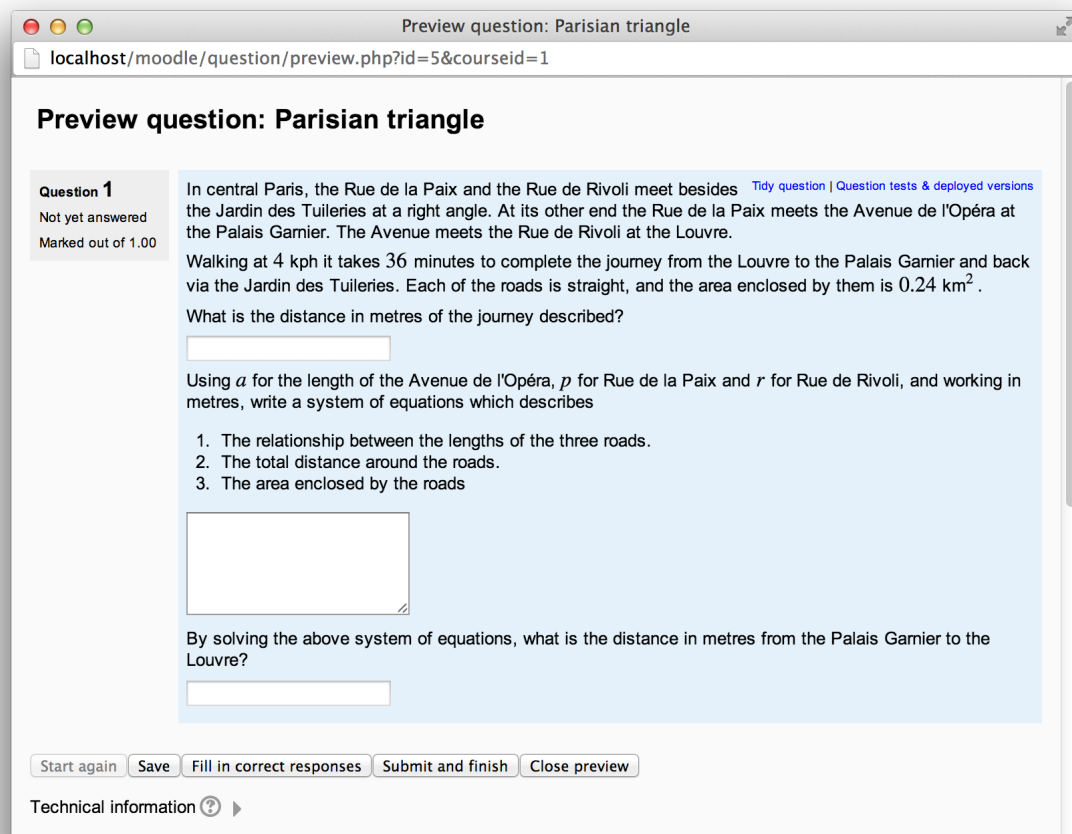 Preview question: Parisian triangle
localhost/moodle/question/preview.php?id=5&courseid=1
Preview question: Parisian triangle
Question 1
Not yet answered
Marked out of 1.00
Tidy question | Question tests & deployed versions
In central Paris, the Rue de la Paix and the Rue de Rivoli meet besides
the Jardin des Tuileries at a right angle. At its other end the Rue de la Paix meets the Avenue de l'Opéra at
the Palais Garnier. The Avenue meets the Rue de Rivoli at the Louvre.
Walking at 4 kph it takes 36 minutes to complete the journey from the Louvre to the Palais Garnier and back
via the Jardin des Tuileries. Each of the roads is straight, and the area enclosed by them is 0.24 km².
What is the distance in metres of the journey described?
Using a for the length of the Avenue de l'Opéra, p for Rue de la Paix and r for Rue de Rivoli, and working in
metres, write a system of equations which describes
1. The relationship between the lengths of the three roads.
2. The total distance around the roads.
3. The area enclosed by the roads
By solving the above system of equations, what is the distance in metres from the Palais Garnier to the
Louvre?
Start again Save Fill in correct responses Submit and finish Close preview
Technical information ?